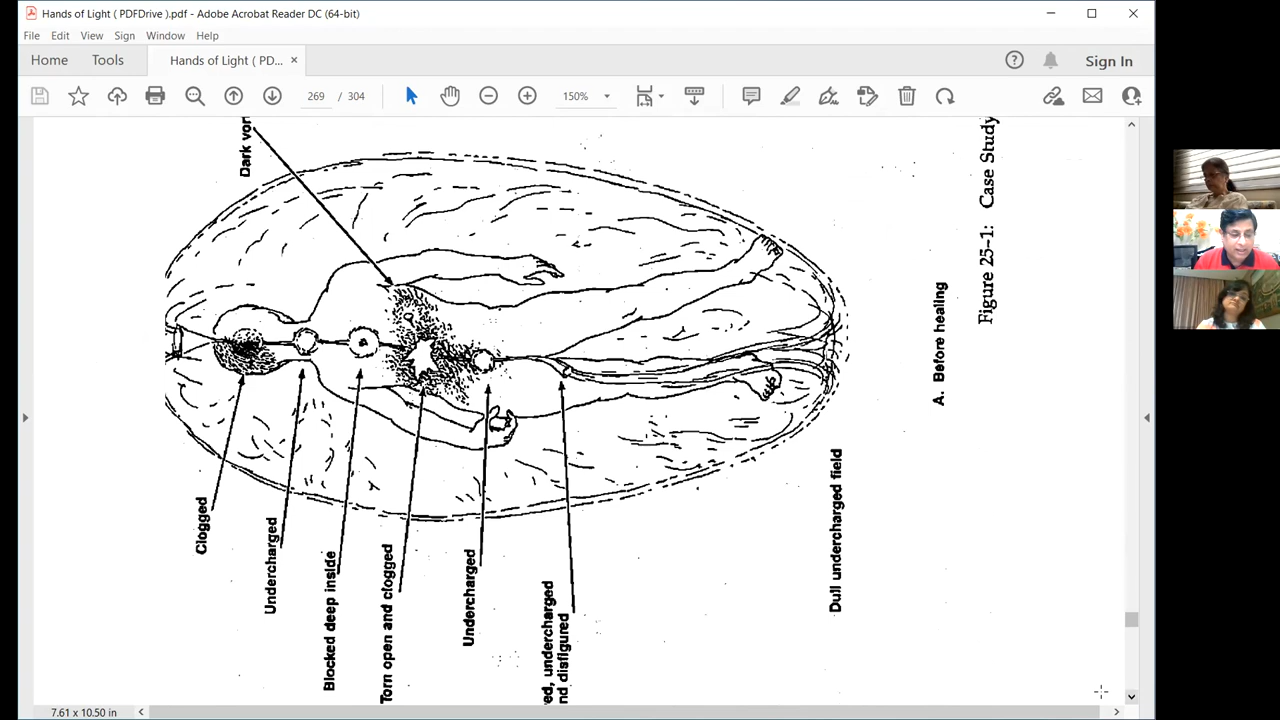 Hands of Light ( PDFDrive ).pdf - Adobe Acrobat Reader DC (64-bit)
File Edit View Sign Window Help
Home Tools Hands of Light ( PD... × Sign In
269 / 304 150%
Dark vor
Clogged
Undercharged
Blocked deep inside
Torn open and clogged
Undercharged
ed, undercharged
nd disfigured
Dull undercharged field
A. Before healing
Figure 25-1: Case Study
7.61 x 10.50 in